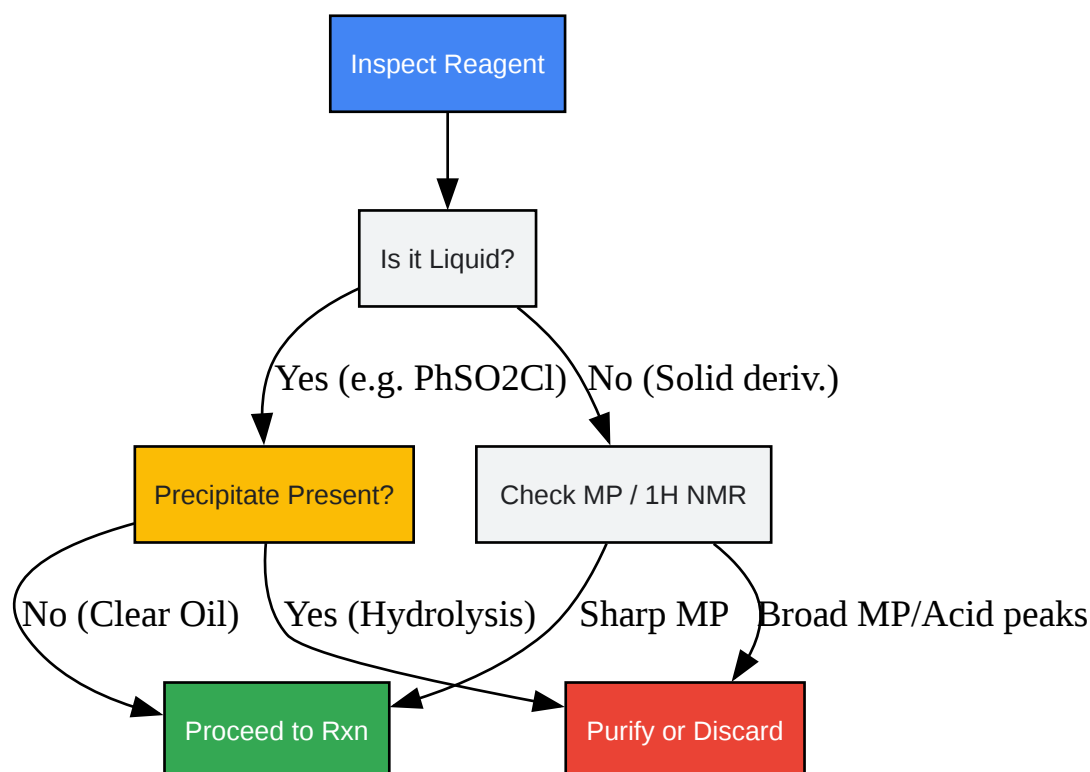 Inspect Reagent
Is it Liquid?
Yes (e.g. PhSO2Cl)
No (Solid deriv.)
Precipitate Present?
Check MP / 1H NMR
No (Clear Oil)
Yes (Hydrolysis)
Sharp MP
Broad MP/Acid peaks
Proceed to Rxn
Purify or Discard